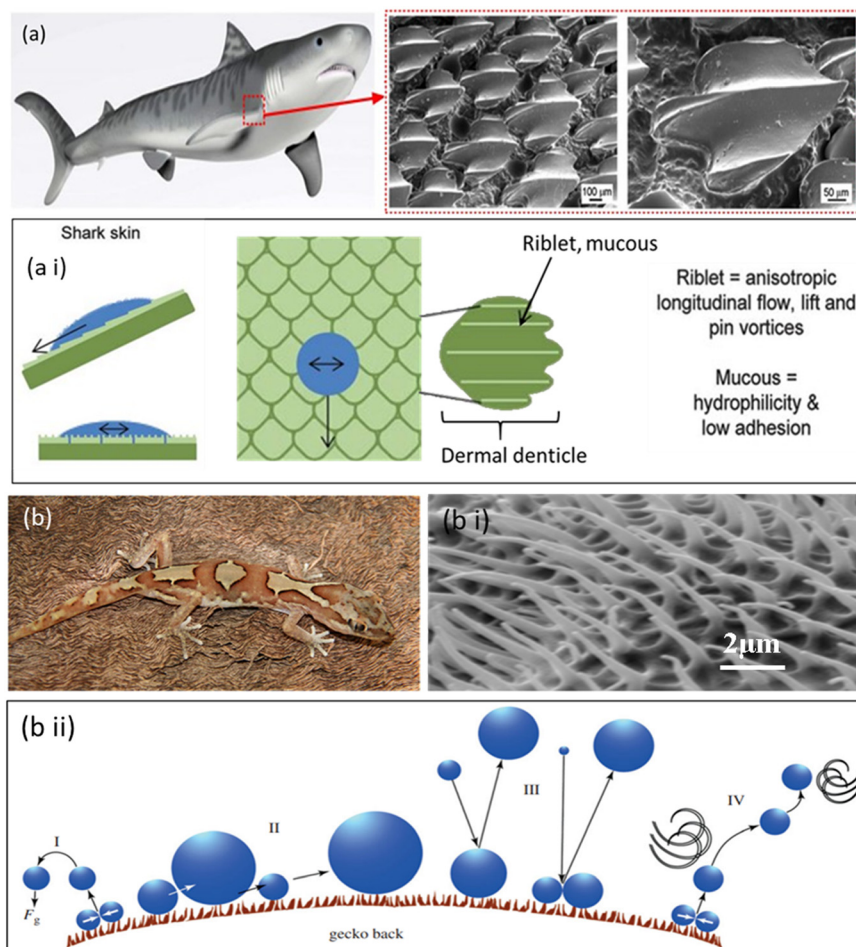 (a)
100 μm
50 μm
Shark skin
(a i)
Riblet, mucous
Dermal denticle
Riblet = anisotropic
longitudinal flow, lift and
pin vortices
Mucous =
hydrophilicity &
low adhesion
(b)
(b i)
2μm
(b ii)
I
Fg
II
III
IV
gecko back